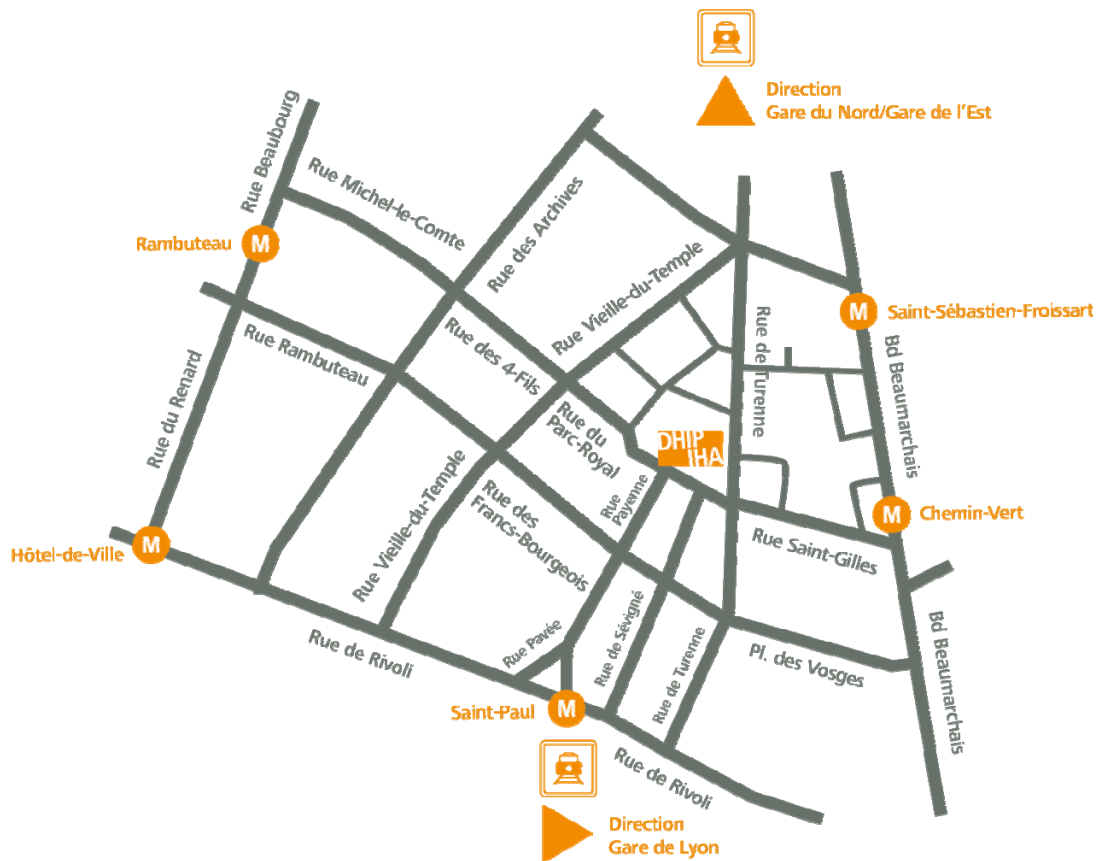 Direction
Gare du Nord/Gare de l'Est
Rue Beaubourg
Rue Michel-le-Comte
Rue des Archives
Rambuteau
M
Rue Vieille-du-Temple
M
Saint-Sébastien-Froissart
Rue Rambuteau
Rue des 4-Fils
Rue de Turenne
Bd Beaumarchais
Rue du Renard
Rue du
Parc-Royal
DHIP
IHA
Rue Vieille-du-Temple
Rue des
Francs-Bourgeois
Rue
Payenne
M
Chemin-Vert
Rue Saint-Gilles
Hôtel-de-Ville
M
Rue de Rivoli
Rue Pavée
Rue de Sévigné
Rue de Turenne
Pl. des Vosges
Bd Beaumarchais
Saint-Paul
M
Rue de Rivoli
Direction
Gare de Lyon